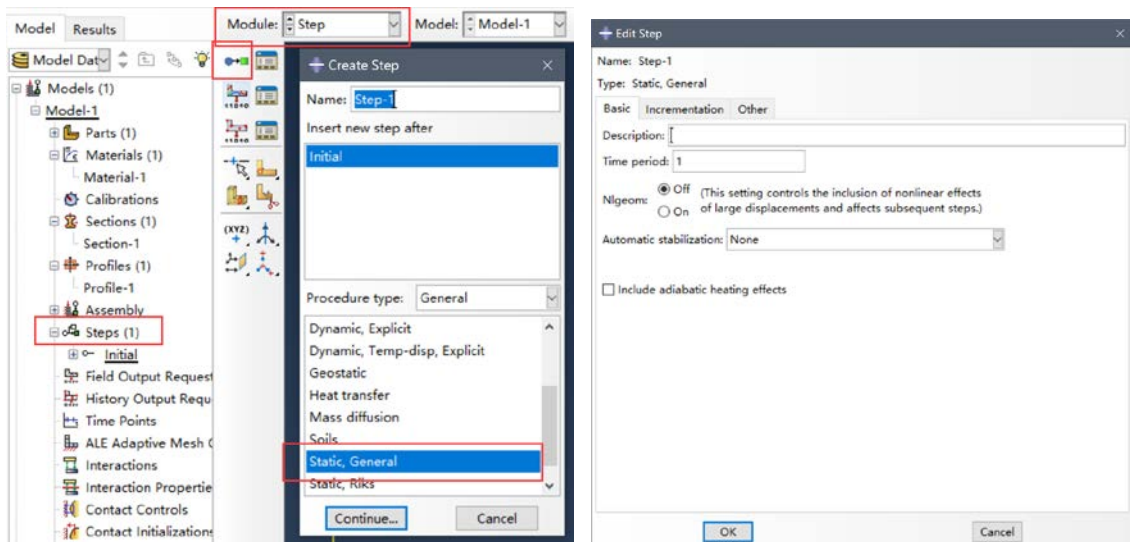 Model Results
Module: Step Model: Model-1
Model Dat
Models (1)
Model-1
Parts (1)
Materials (1)
Material-1
Calibrations
Sections (1)
Section-1
Profiles (1)
Profile-1
Assembly
Steps (1)
Initial
Field Output Request
History Output Requ
Time Points
ALE Adaptive Mesh C
Interactions
Interaction Propertie
Contact Controls
Contact Initializations
(XYZ)
Create Step
Name: Step-1
Insert new step after
Initial
Procedure type: General
Dynamic, Explicit
Dynamic, Temp-disp, Explicit
Geostatic
Heat transfer
Mass diffusion
Soils
Static, General
Static, Riks
Continue... Cancel
Edit Step
Name: Step-1
Type: Static, General
Basic Incrementation Other
Description:
Time period: 1
Nlgeom: Off (This setting controls the inclusion of nonlinear effects
On of large displacements and affects subsequent steps.)
Automatic stabilization: None
Include adiabatic heating effects
OK Cancel